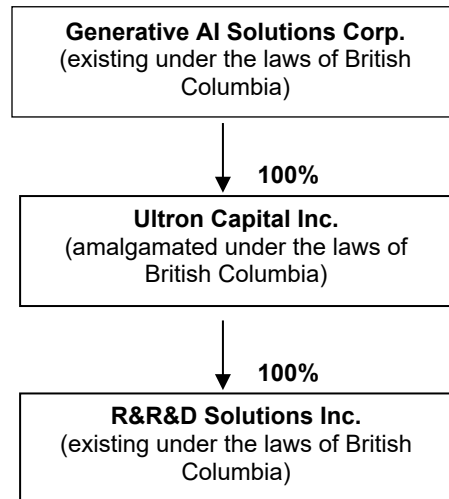 Generative AI Solutions Corp.
(existing under the laws of British
Columbia)
100%
Ultron Capital Inc.
(amalgamated under the laws of
British Columbia)
100%
R&R&D Solutions Inc.
(existing under the laws of British
Columbia)